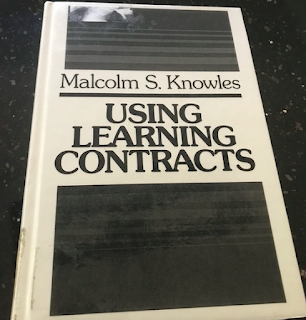 Malcolm S. Knowles
USING
LEARNING
CONTRACTS